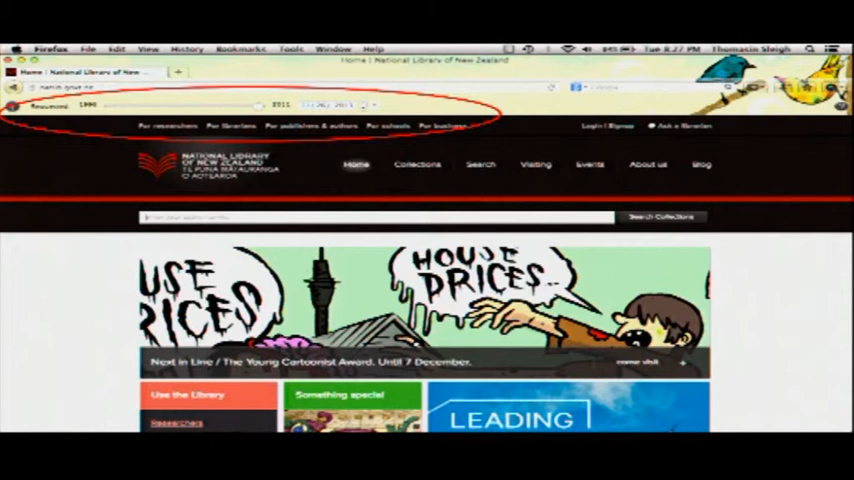 Firefox File Edit View History Bookmarks Tools Window Help Tue 8:27 PM Thomasin Sleigh
Home | National Library of New Zealand
Home | National Library of New ...
natlib.govt.nz
1996 2013
For researchers For librarians For publishers & authors For schools For business Login | Signup Ask a librarian
NATIONAL LIBRARY
OF NEW ZEALAND
TE PUNA MĀTAURANGA
O AOTEAROA
Home Collections Search Visiting Events About us Blog
Search Collections
USE
RICES
HOUSE
PRICES..
Next in Line / The Young Cartoonist Award. Until 7 December. come visit
Use the Library Something special
Researchers
LEADING